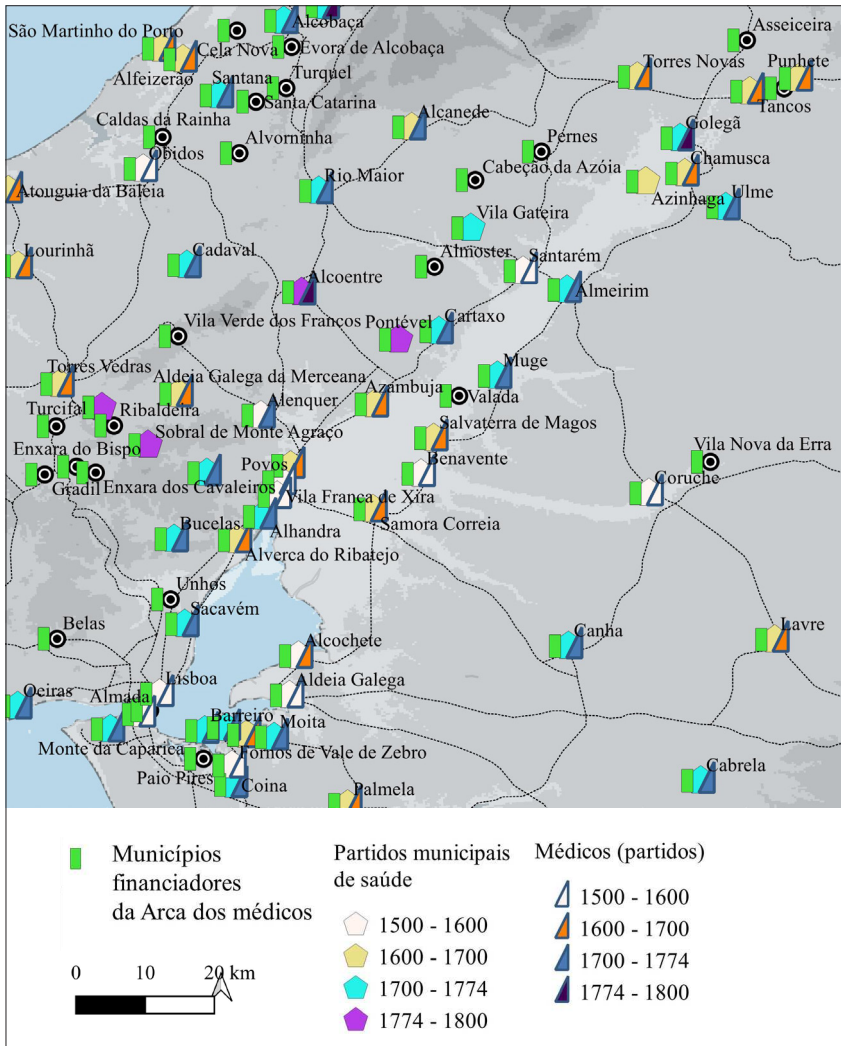 São Martinho do Porto
Alcobaça
Asseiceira
Cela Nova
Évora de Alcobaça
Alfeizerão
Santana
Turquel
Torres Novas
Punhete
Santa Catarina
Tancos
Caldas da Rainha
Alcanede
Golegã
Óbidos
Alvorninha
Pernes
Chamusca
Atouguia da Baleia
Rio Maior
Cabeção da Azóia
Azinhaga
Ulme
Vila Gateira
Lourinhã
Cadaval
Almoster
Santarém
Alcoentre
Almeirim
Vila Verde dos Francos
Pontével
Cartaxo
Torres Vedras
Aldeia Galega da Merceana
Muge
Azambuja
Valada
Turcifal
Ribaldeira
Alenquer
Sobral de Monte Agraço
Salvaterra de Magos
Enxara do Bispo
Povos
Benavente
Vila Nova da Erra
Gradil
Enxara dos Cavaleiros
Vila Franca de Xira
Coruche
Samora Correia
Bucelas
Alhandra
Alverca do Ribatejo
Unhos
Sacavém
Belas
Alcochete
Canha
Lavre
Lisboa
Aldeia Galega
Oeiras
Almada
Barreiro
Moita
Monte da Caparica
Fornos de Vale de Zebro
Paio Pires
Coina
Palmela
Cabrela
Municípios
financiadores
da Arca dos médicos
0 10 20 km
Partidos municipais
de saúde
1500 - 1600
1600 - 1700
1700 - 1774
1774 - 1800
Médicos (partidos)
1500 - 1600
1600 - 1700
1700 - 1774
1774 - 1800